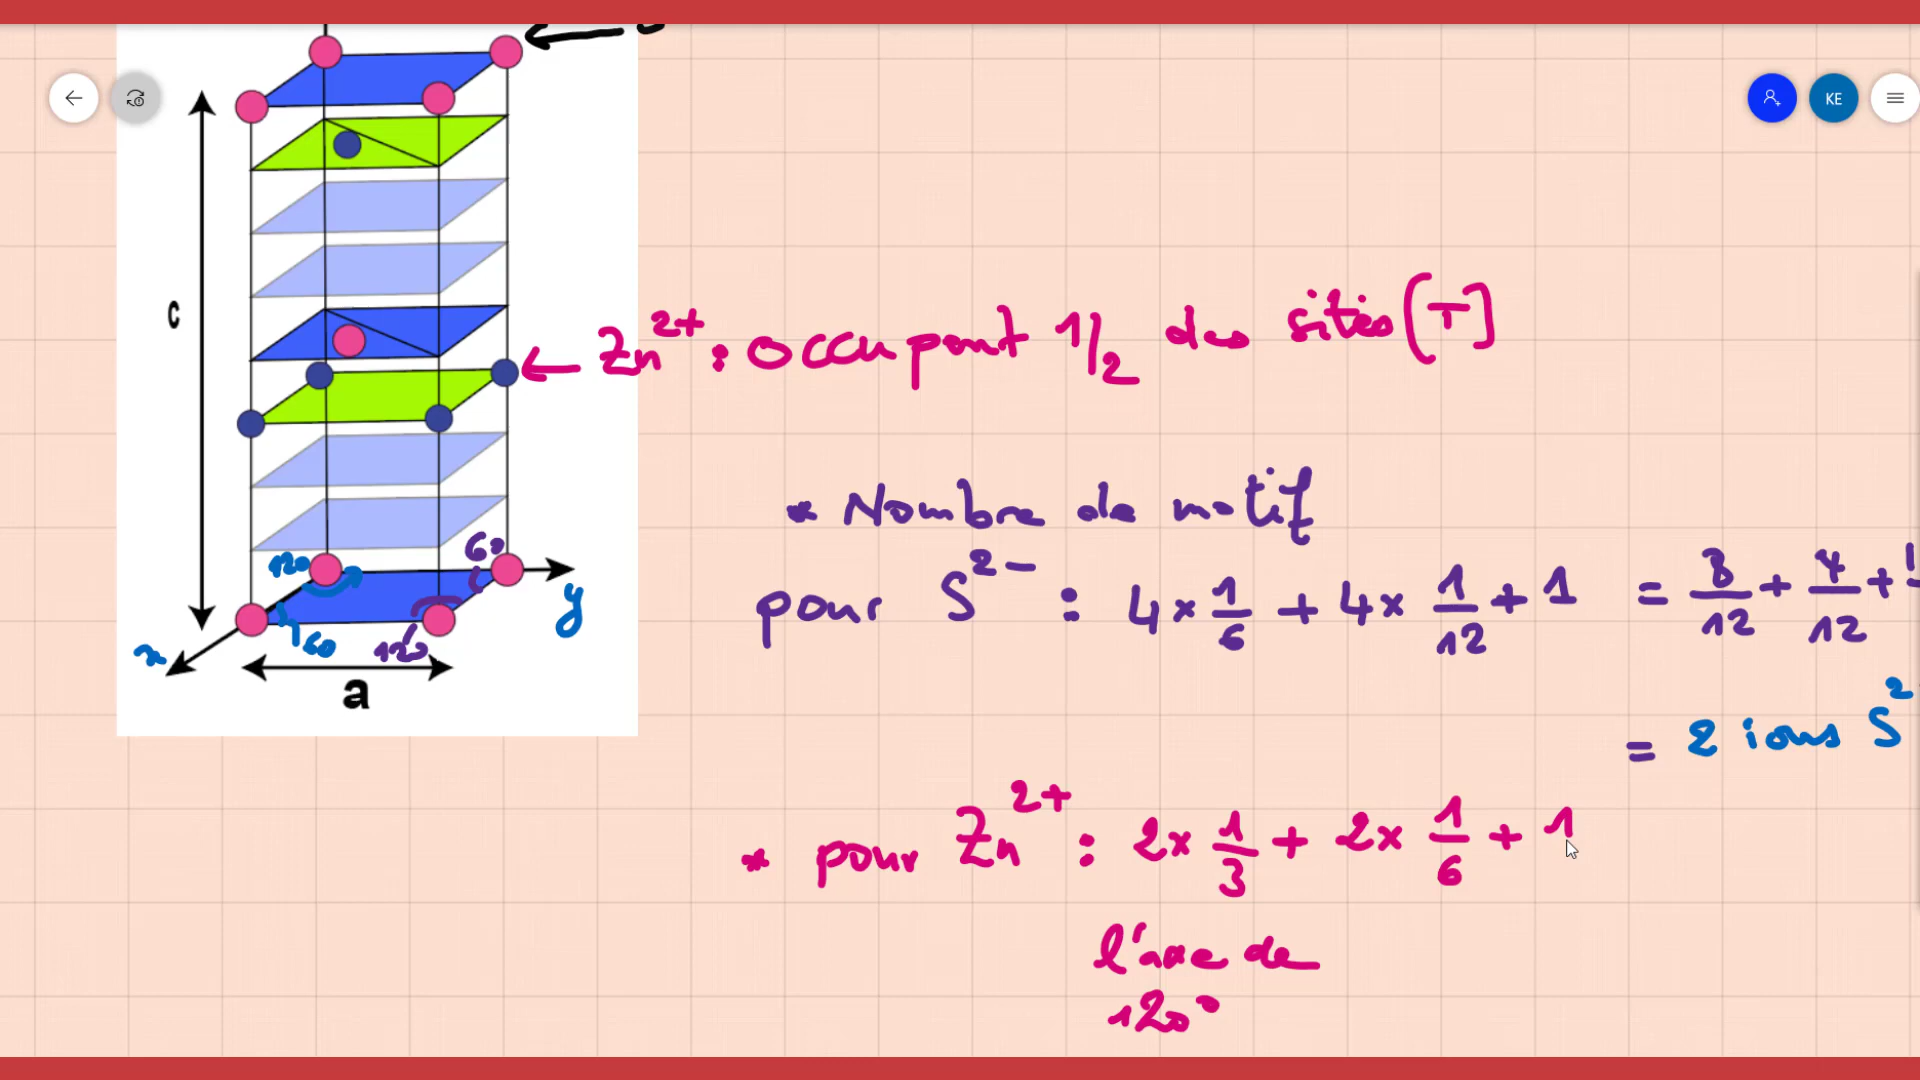 KE
c
Zn²⁺ : occupant 1/2 des sites (T]
* Nombre de motif
120
60
pour S²⁻ : 4 × 1/6 + 4 × 1/12 + 1 = 8/12 + 4/12 +
y
x
60
120
a
= 2 ions S²
* pour Zn²⁺ : 2 × 1/3 + 2 × 1/6 + 1
l'axe de
120°